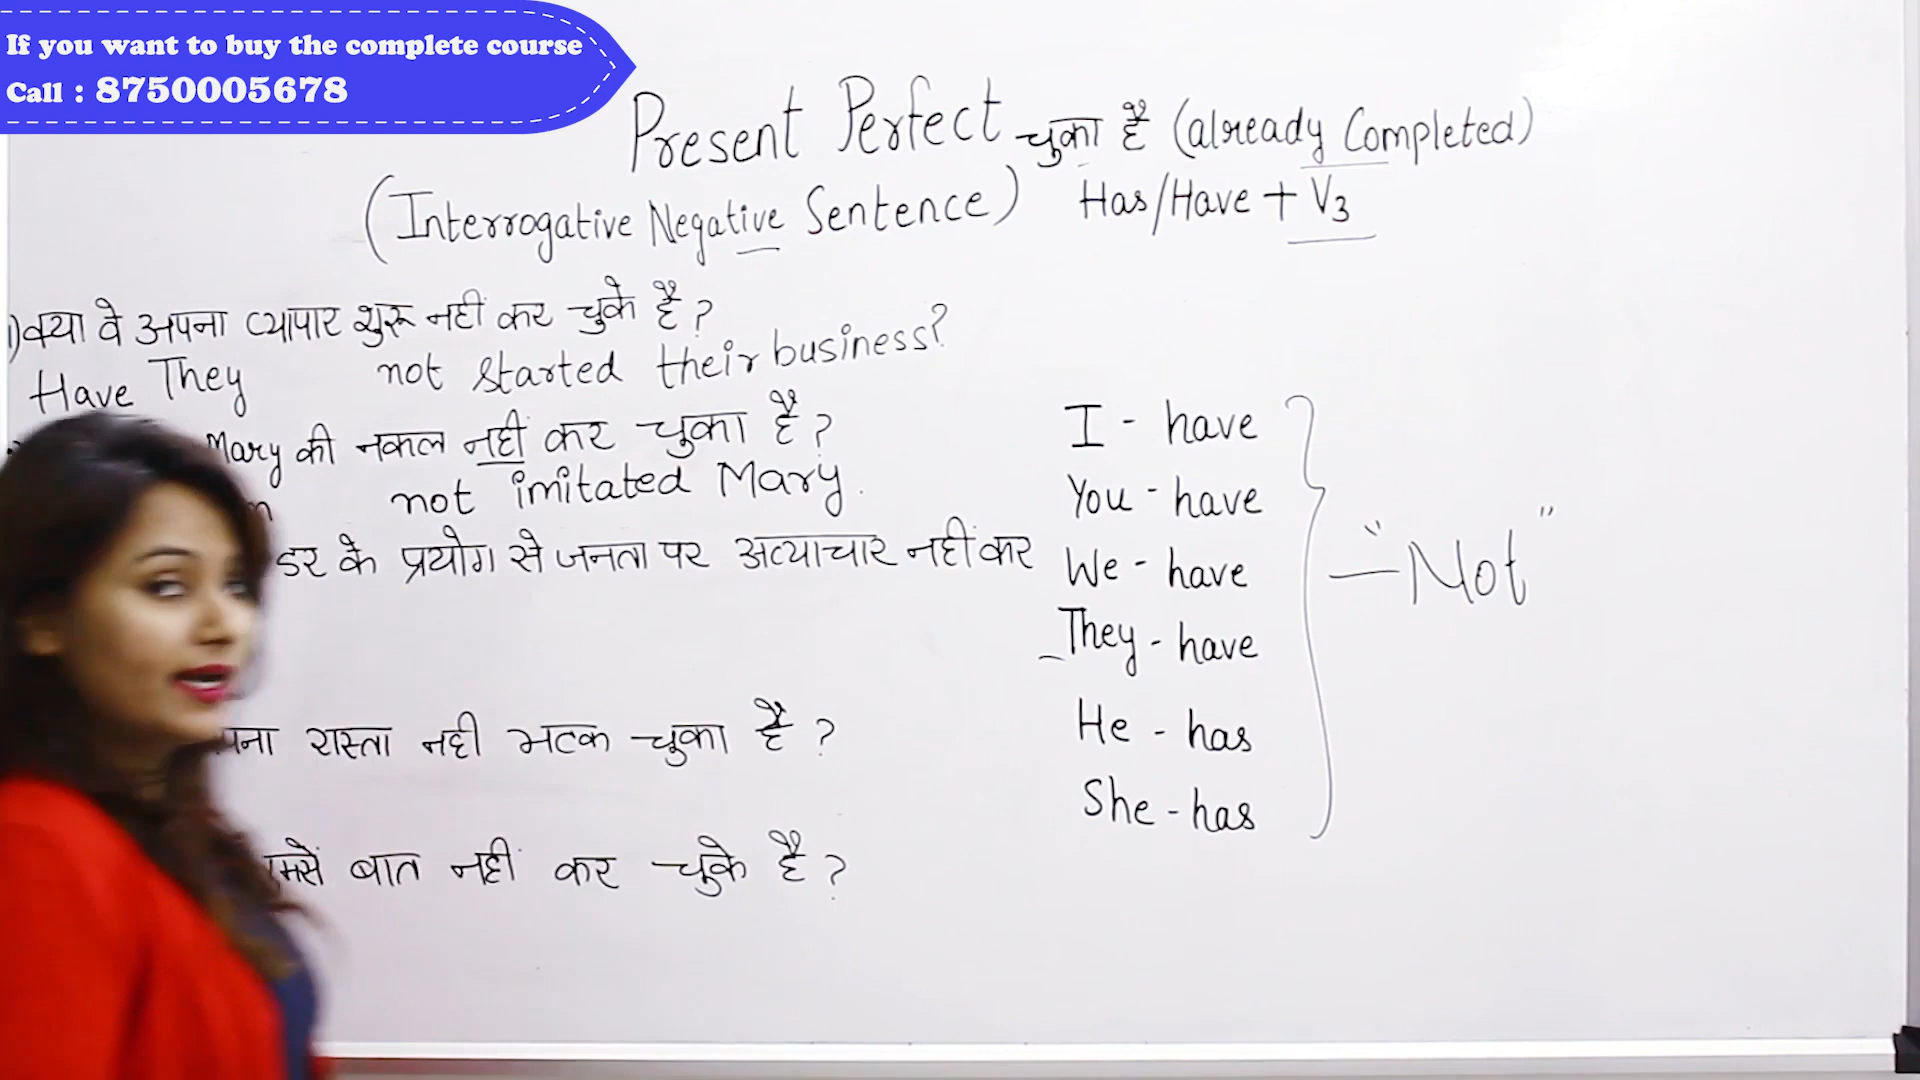 If you want to buy the complete course
Call : 8750005678
Present Perfect चुका है (already Completed)
(Interrogative Negative Sentence) Has/Have + V3
1) क्या वे अपना व्यापार शुरू नहीं कर चुके है ?
Have They not started their business?
Mary की नकल नहीं कर चुका है ?
not imitated Mary.
डर के प्रयोग से जनता पर अत्याचार नहीं कर
रास्ता नही भटक चुका है ?
बात नहीं कर चुके है ?
I - have
You - have
We - have
They - have
He - has
She - has
— "Not"